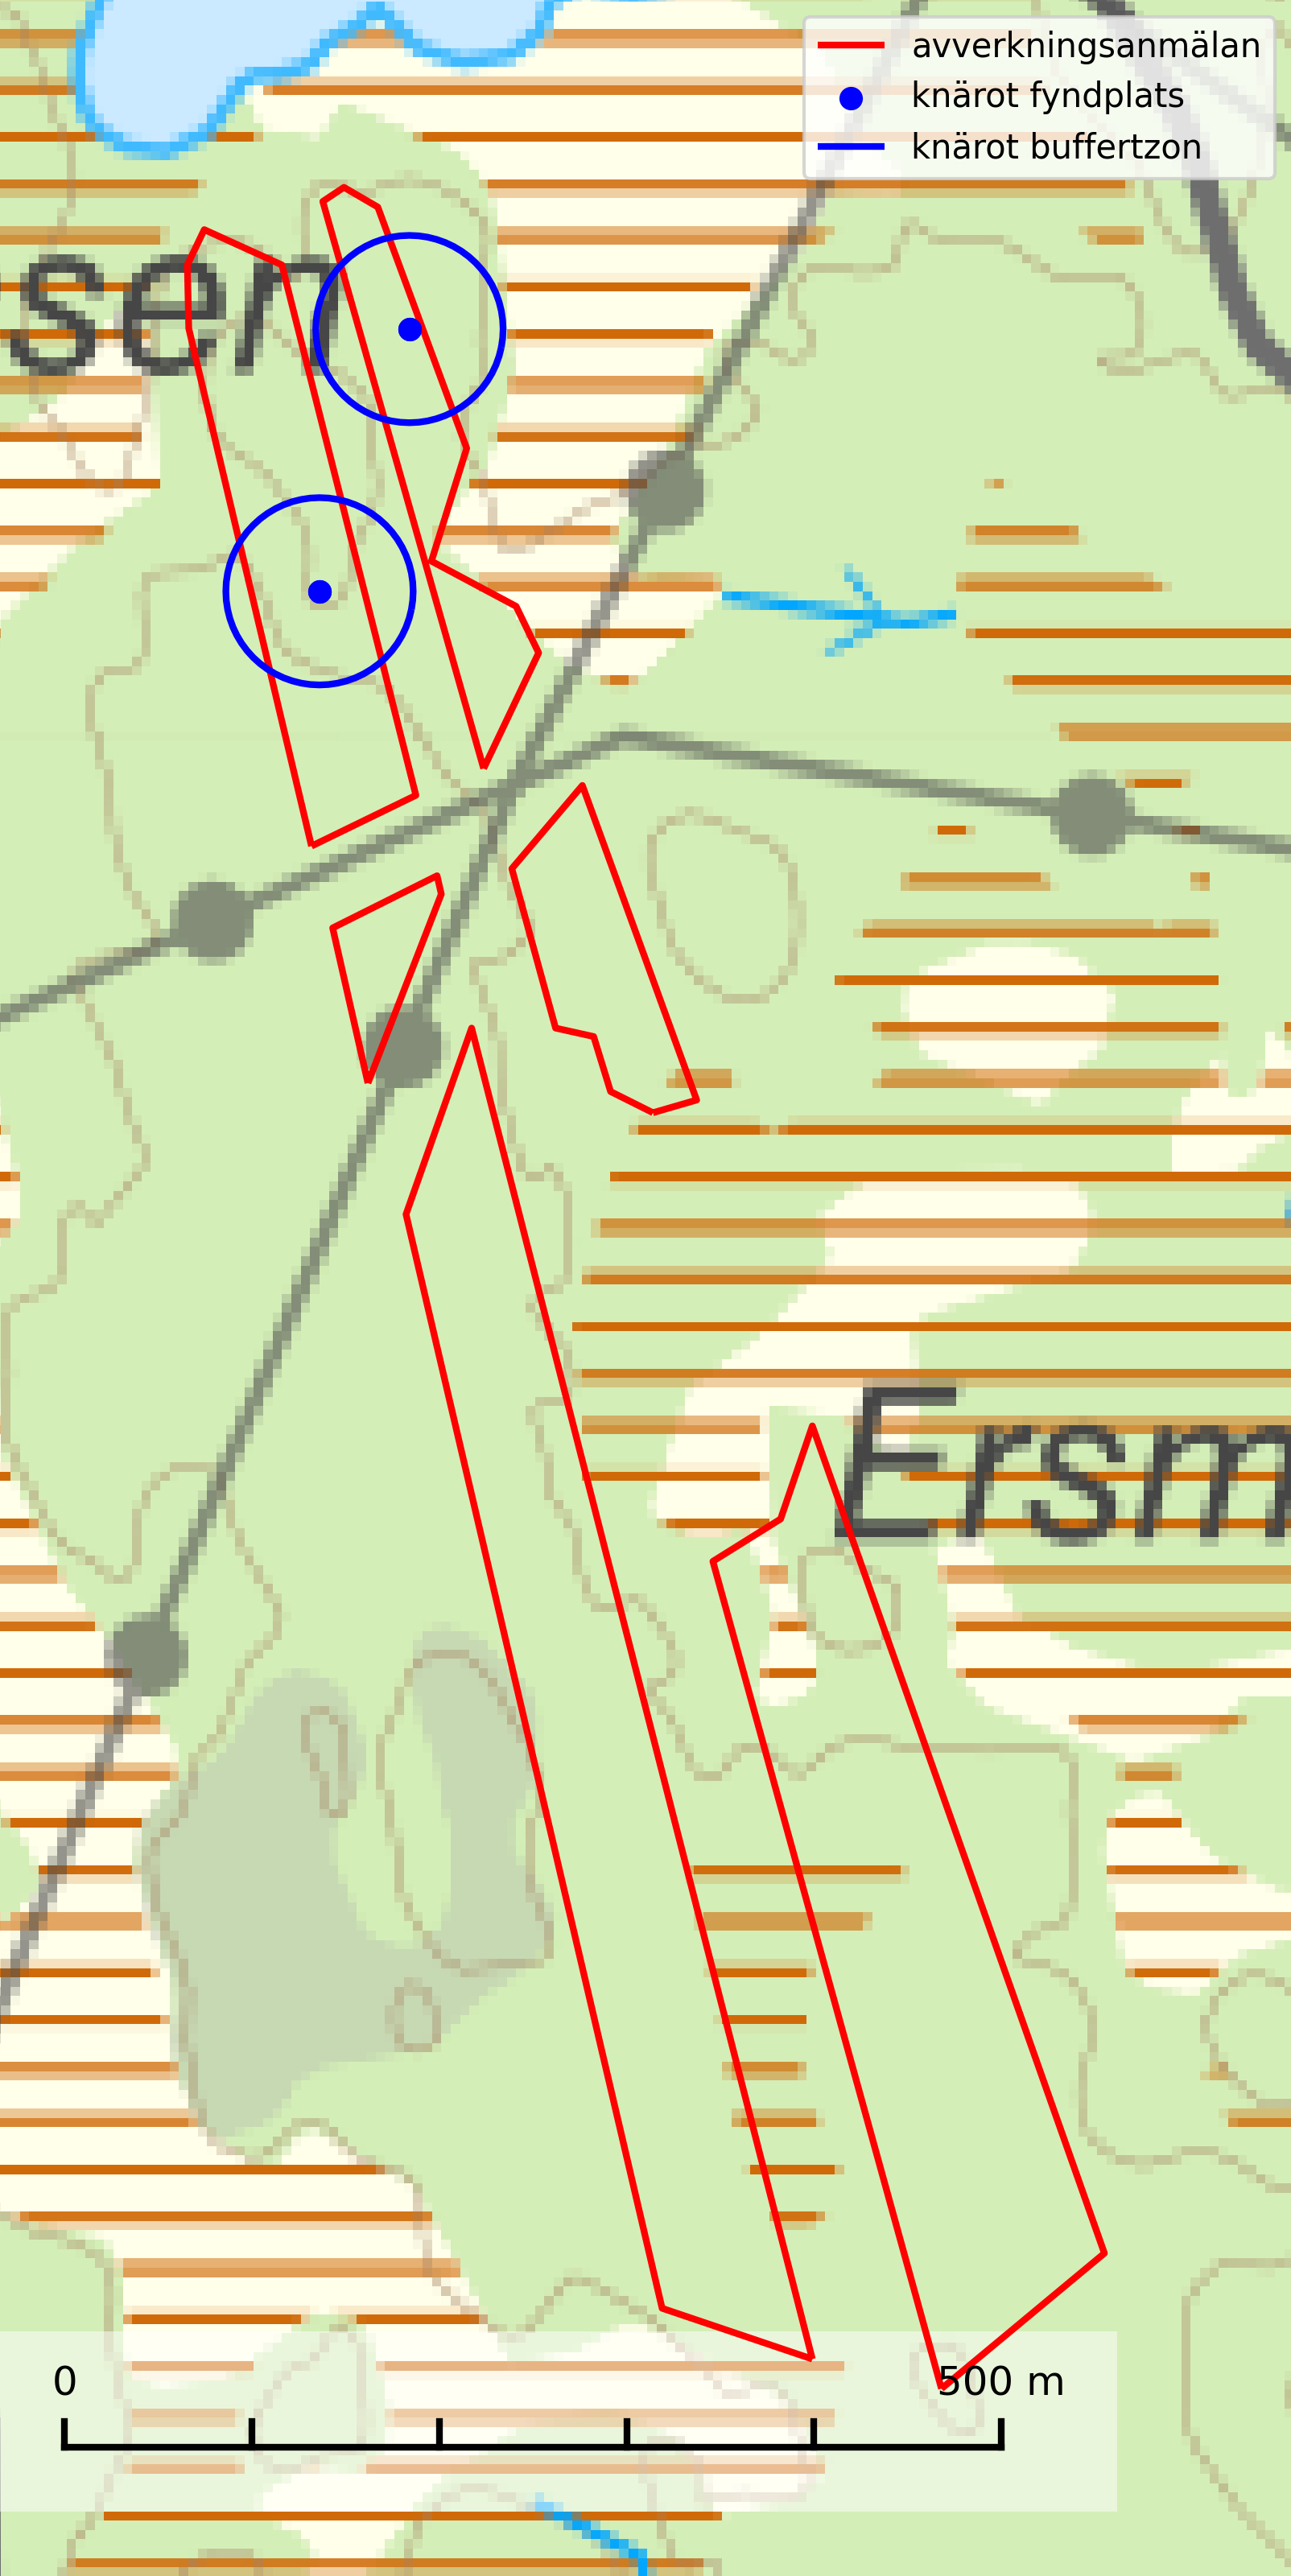 avverkningsanmälan
knärot fyndplats
knärot buffertzon
sen
Ersm
0
500 m